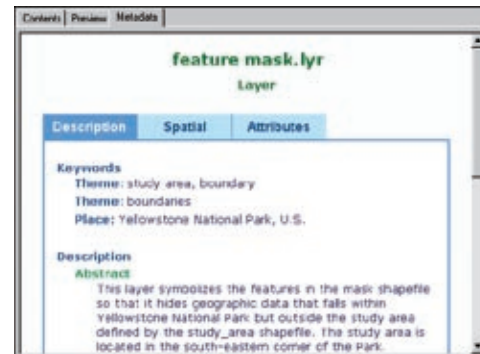 Contents Preview Metadata
feature mask.lyr
Layer
Description Spatial Attributes
Keywords
Theme: study area, boundary
Theme: boundaries
Place: Yellowstone National Park, U.S.
Description
Abstract
This layer symbolizes the features in the mask shapefile
so that it hides geographic data that falls within
Yellowstone National Park but outside the study area
defined by the study_area shapefile. The study area is
located in the south-eastern corner of the Park.